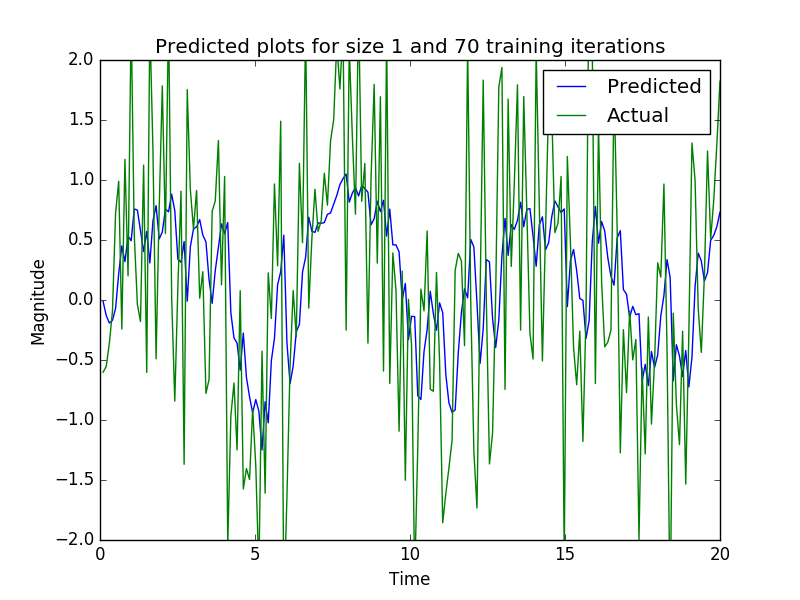 Predicted plots for size 1 and 70 training iterations
Predicted
Actual
2.0
1.5
1.0
0.5
0.0
−0.5
−1.0
−1.5
−2.0
Magnitude
0 5 10 15 20
Time